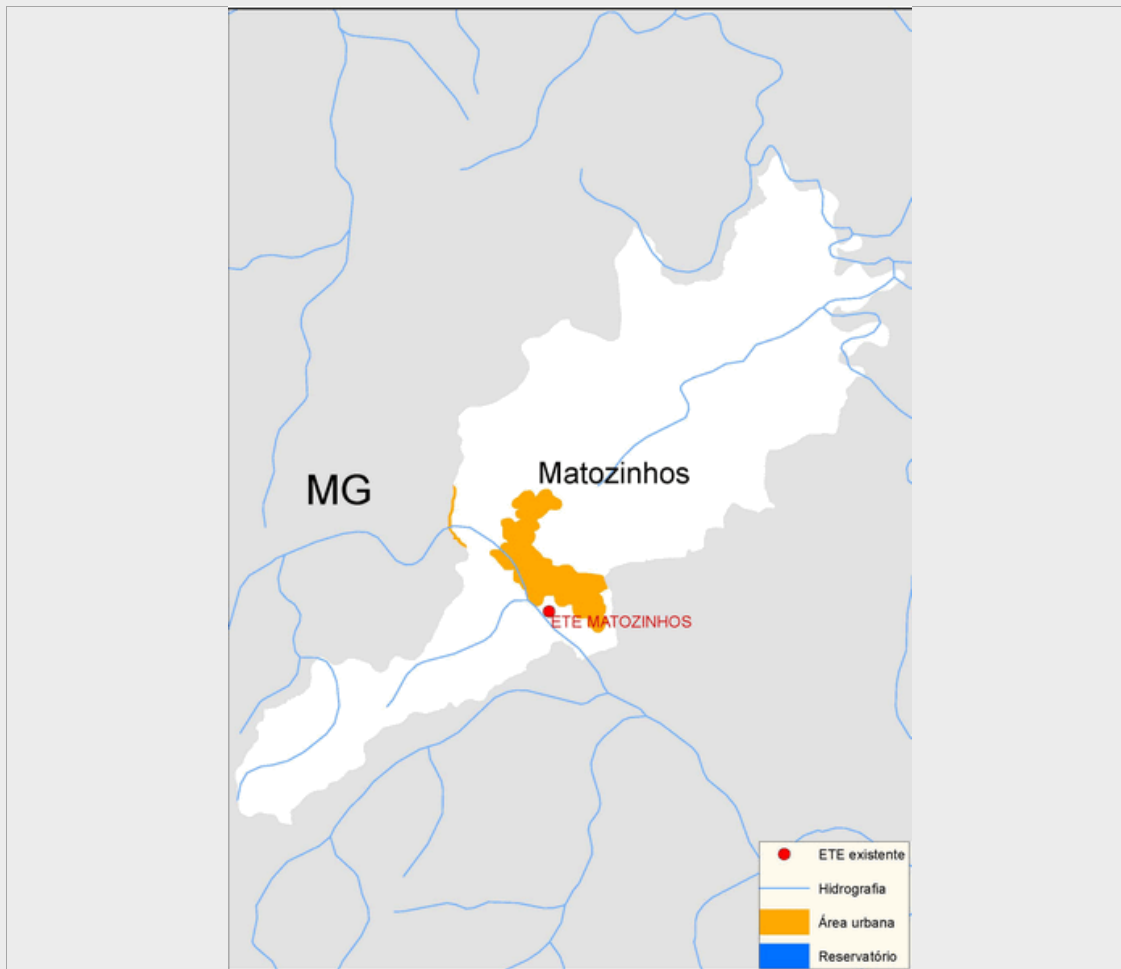 Matozinhos
MG
ETE MATOZINHOS
ETE existente
Hidrografia
Área urbana
Reservatório